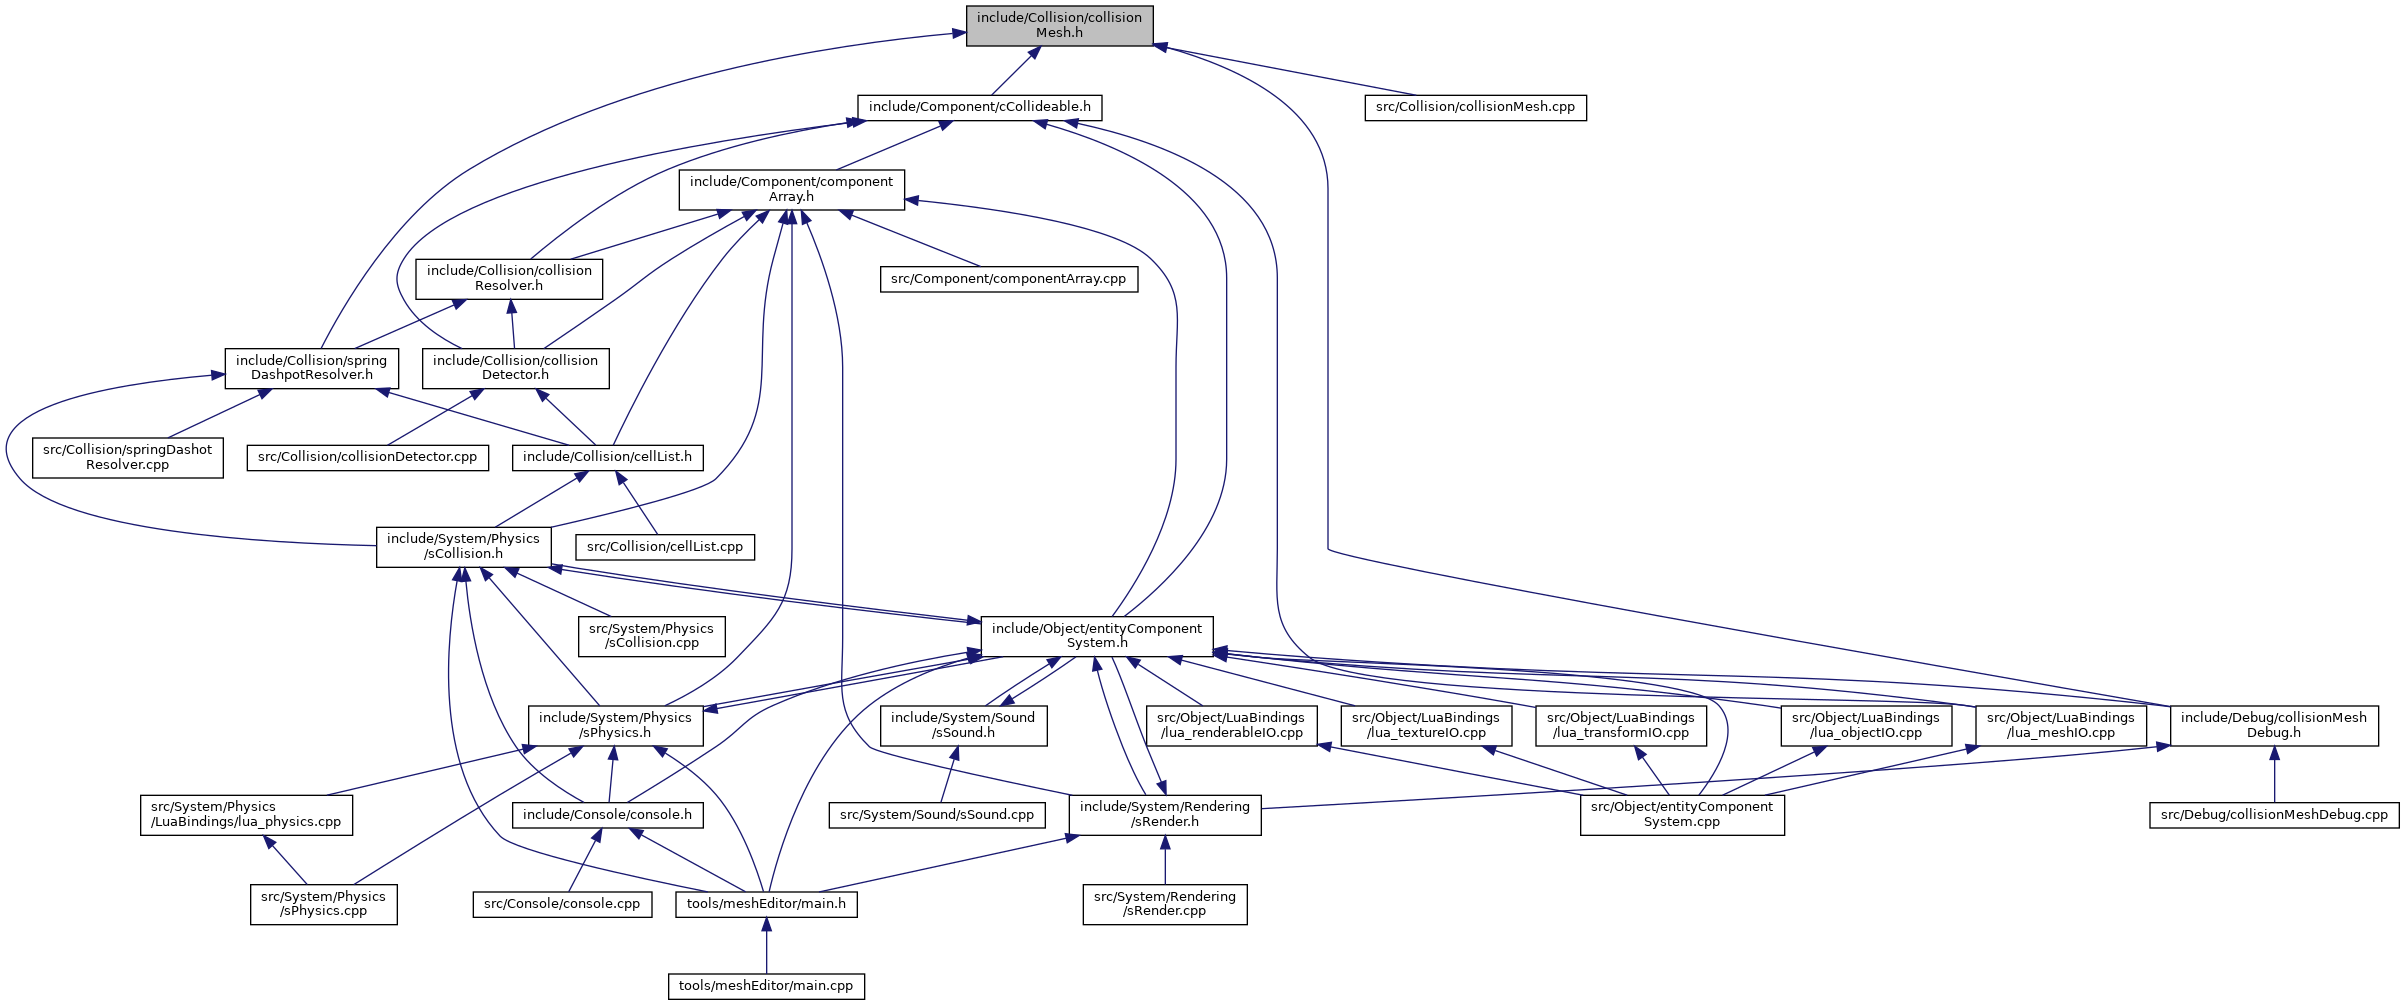 include/Collision/collision
Mesh.h
include/Component/cCollideable.h
src/Collision/collisionMesh.cpp
include/Component/component
Array.h
include/Collision/collision
Resolver.h
src/Component/componentArray.cpp
include/Collision/spring
DashpotResolver.h
include/Collision/collision
Detector.h
src/Collision/springDashot
Resolver.cpp
src/Collision/collisionDetector.cpp
include/Collision/cellList.h
include/System/Physics
/sCollision.h
src/Collision/cellList.cpp
src/System/Physics
/sCollision.cpp
include/Object/entityComponent
System.h
include/System/Physics
/sPhysics.h
include/System/Sound
/sSound.h
src/Object/LuaBindings
/lua_renderableIO.cpp
src/Object/LuaBindings
/lua_textureIO.cpp
src/Object/LuaBindings
/lua_transformIO.cpp
src/Object/LuaBindings
/lua_objectIO.cpp
src/Object/LuaBindings
/lua_meshIO.cpp
include/Debug/collisionMesh
Debug.h
src/System/Physics
/LuaBindings/lua_physics.cpp
include/Console/console.h
src/System/Sound/sSound.cpp
include/System/Rendering
/sRender.h
src/Object/entityComponent
System.cpp
src/Debug/collisionMeshDebug.cpp
src/System/Physics
/sPhysics.cpp
src/Console/console.cpp
tools/meshEditor/main.h
src/System/Rendering
/sRender.cpp
tools/meshEditor/main.cpp